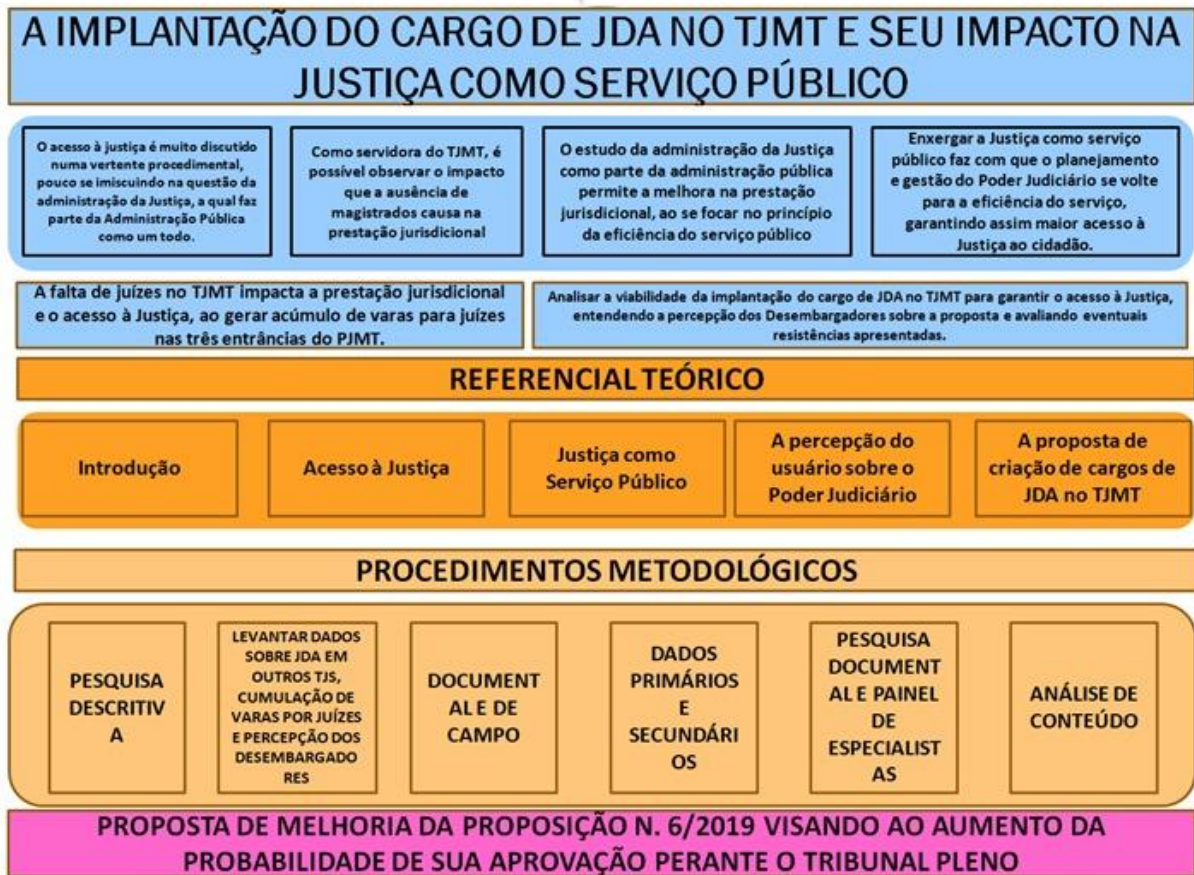 A IMPLANTAÇÃO DO CARGO DE JDA NO TJMT E SEU IMPACTO NA
JUSTIÇA COMO SERVIÇO PÚBLICO
O acesso à justiça é muito discutido
numa vertente procedimental,
pouco se imiscuindo na questão da
administração da Justiça, a qual faz
parte da Administração Pública
como um todo.
Como servidora do TJMT, é
possível observar o impacto
que a ausência de
magistrados causa na
prestação jurisdicional
O estudo da administração da Justiça
como parte da administração pública
permite a melhora na prestação
jurisdicional, ao se focar no princípio
da eficiência do serviço público
Enxergar a Justiça como serviço
público faz com que o planejamento
e gestão do Poder Judiciário se volte
para a eficiência do serviço,
garantindo assim maior acesso à
Justiça ao cidadão.
A falta de juízes no TJMT impacta a prestação jurisdicional
e o acesso à Justiça, ao gerar acúmulo de varas para juízes
nas três entrâncias do PJMT.
Analisar a viabilidade da implantação do cargo de JDA no TJMT para garantir o acesso à Justiça,
entendendo a percepção dos Desembargadores sobre a proposta e avaliando eventuais
resistências apresentadas.
REFERENCIAL TEÓRICO
Introdução
Acesso à Justiça
Justiça como
Serviço Público
A percepção do
usuário sobre o
Poder Judiciário
A proposta de
criação de cargos de
JDA no TJMT
PROCEDIMENTOS METODOLÓGICOS
PESQUISA
DESCRITIV
A
LEVANTAR DADOS
SOBRE JDA EM
OUTROS TJS,
CUMULAÇÃO DE
VARAS POR JUÍZES
E PERCEPÇÃO DOS
DESEMBARGAD
RES
DOCUMENT
AL E DE
CAMPO
DADOS
PRIMÁRIOS
E
SECUNDÁRI
OS
PESQUISA
DOCUMENT
AL E PAINEL
DE
ESPECIALIST
AS
ANÁLISE DE
CONTEÚDO
PROPOSTA DE MELHORIA DA PROPOSIÇÃO N. 6/2019 VISANDO AO AUMENTO DA
PROBABILIDADE DE SUA APROVAÇÃO PERANTE O TRIBUNAL PLENO